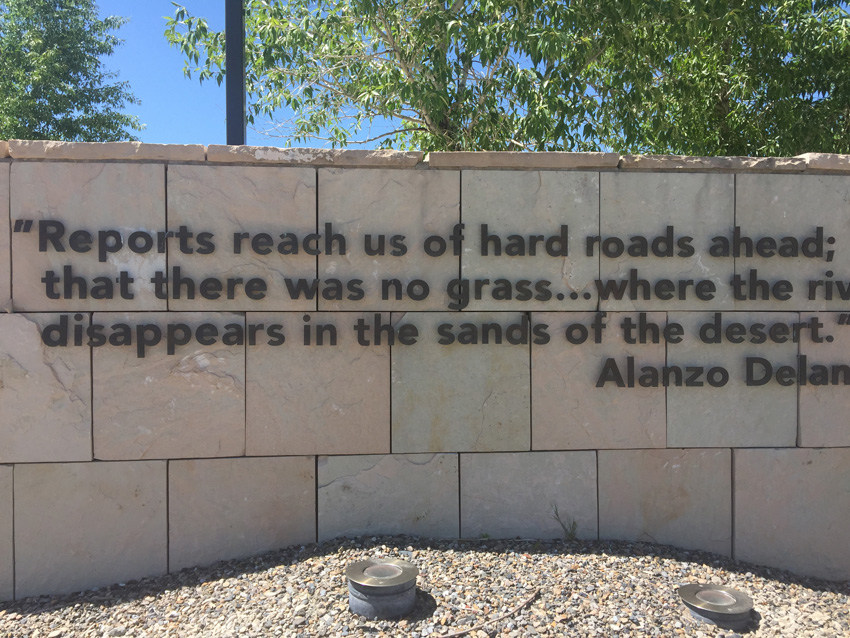 "Reports reach us of hard roads ahead;
that there was no grass...where the riv
disappears in the sands of the desert."
Alanzo Delan